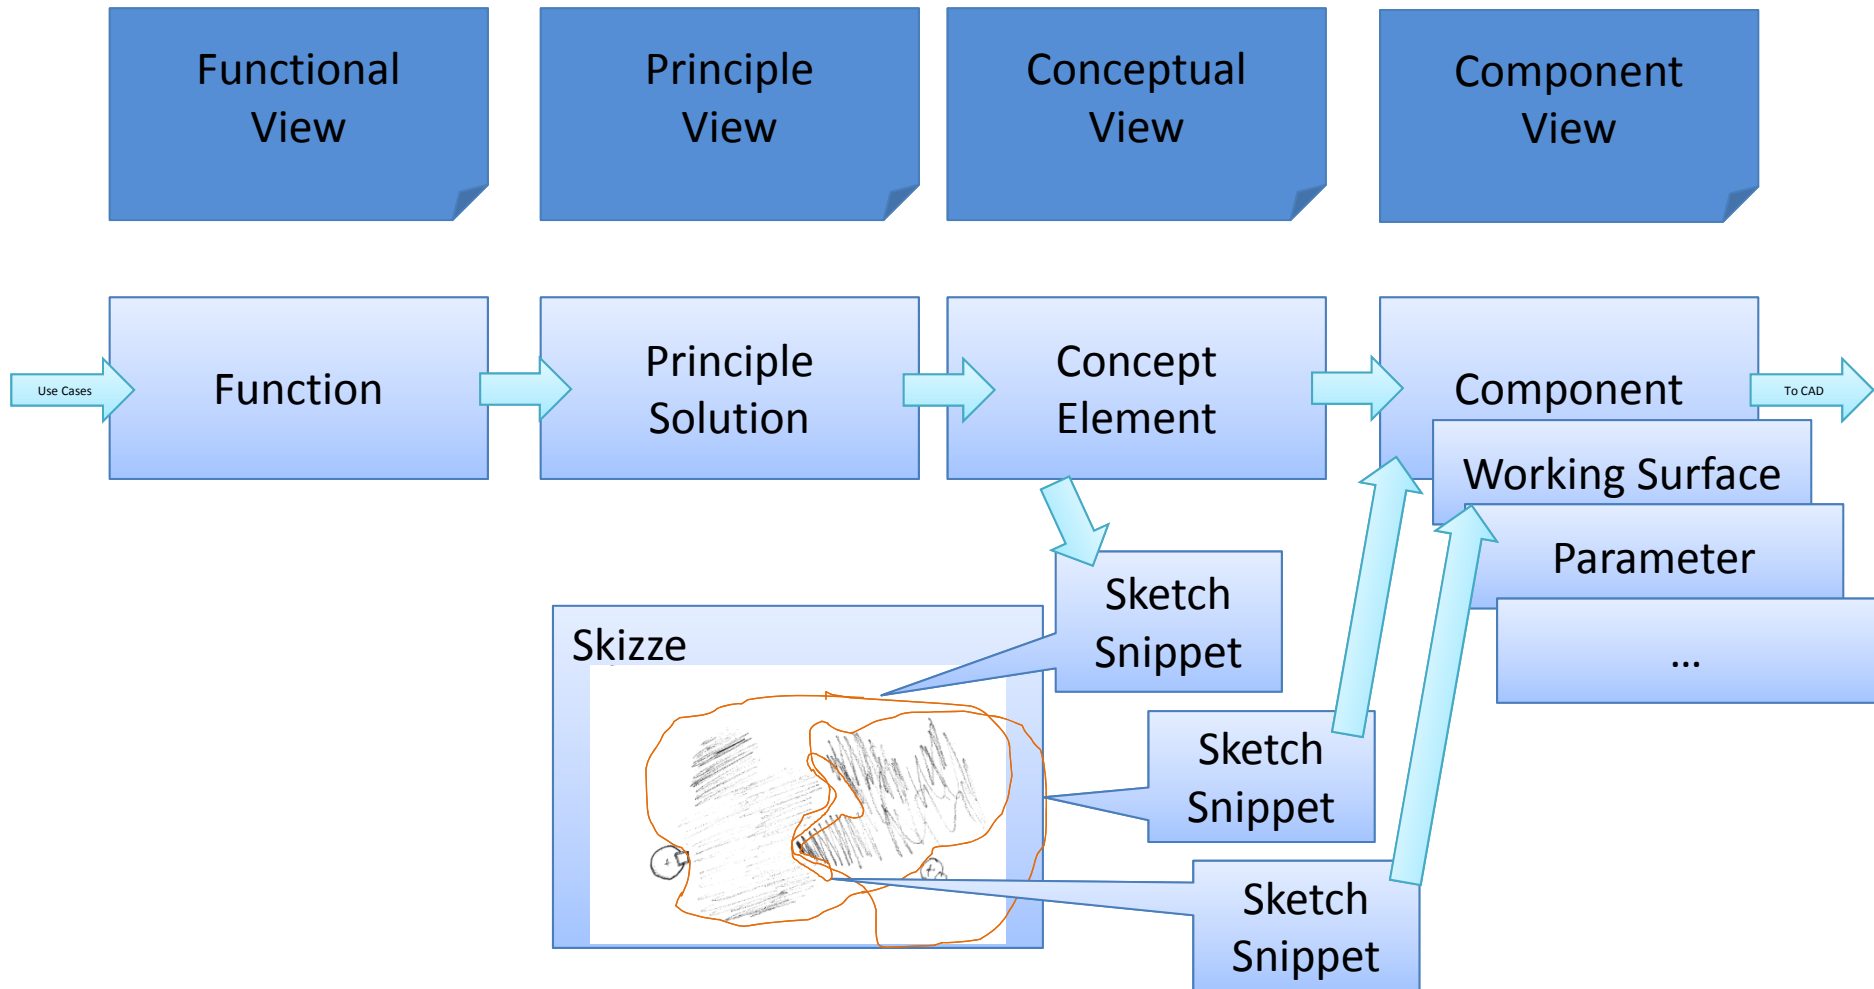 Functional
View
Principle
View
Conceptual
View
Component
View
Use Cases
Function
Principle
Solution
Concept
Element
Component
To CAD
Working Surface
Parameter
...
Sketch
Snippet
Skizze
Sketch
Snippet
Sketch
Snippet